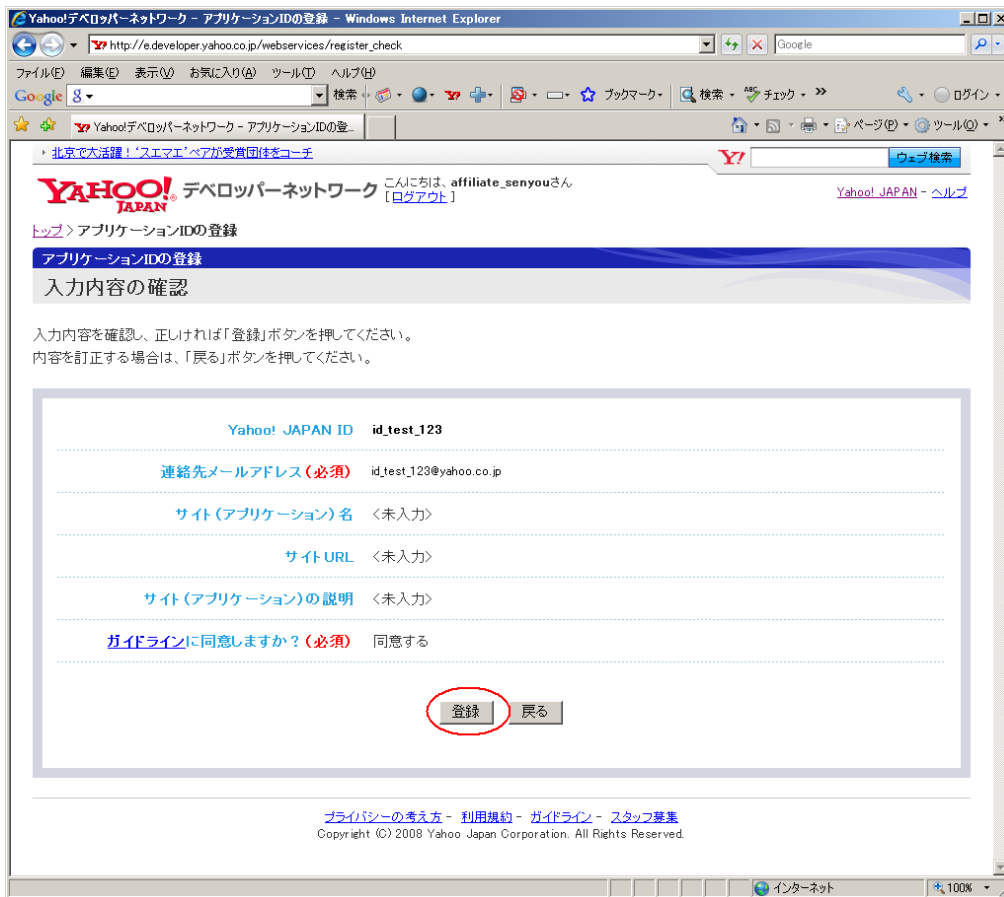 Yahoo!デベロッパーネットワーク - アプリケーションIDの登録 - Windows Internet Explorer
http://e.developer.yahoo.co.jp/webservices/register_check
Google
ファイル(F) 編集(E) 表示(V) お気に入り(A) ツール(T) ヘルプ(H)
Google 検索 ブックマーク 検索 チェック ログイン
Yahoo!デベロッパーネットワーク - アプリケーションIDの登... ページ(P) ツール(O)
北京で大活躍！‘スエマエ’ペアが受賞団体をコーチ
Y! ウェブ検索
YAHOO! JAPAN デベロッパーネットワーク こんにちは、affiliate_senyouさん
[ログアウト]
Yahoo! JAPAN - ヘルプ
トップ > アプリケーションIDの登録
アプリケーションIDの登録
入力内容の確認
入力内容を確認し、正しければ「登録」ボタンを押してください。
内容を訂正する場合は、「戻る」ボタンを押してください。
Yahoo! JAPAN ID id_test_123
連絡先メールアドレス(必須) id_test_123@yahoo.co.jp
サイト(アプリケーション)名 <未入力>
サイトURL <未入力>
サイト(アプリケーション)の説明 <未入力>
ガイドラインに同意しますか？(必須) 同意する
登録 戻る
プライバシーの考え方 - 利用規約 - ガイドライン - スタッフ募集
Copyright (C) 2008 Yahoo Japan Corporation. All Rights Reserved.
インターネット 100%